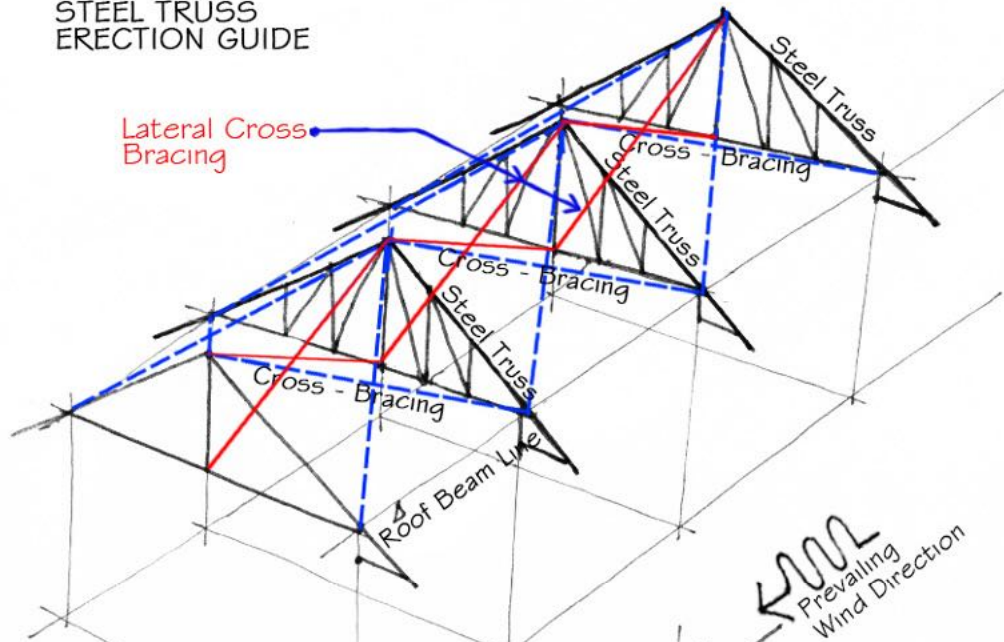 STEEL TRUSS
ERECTION GUIDE
Lateral Cross
Bracing
Steel Truss
Cross - Bracing
Steel Truss
Cross - Bracing
Steel Truss
Cross - Bracing
Roof Beam Line
Prevailing
Wind Direction